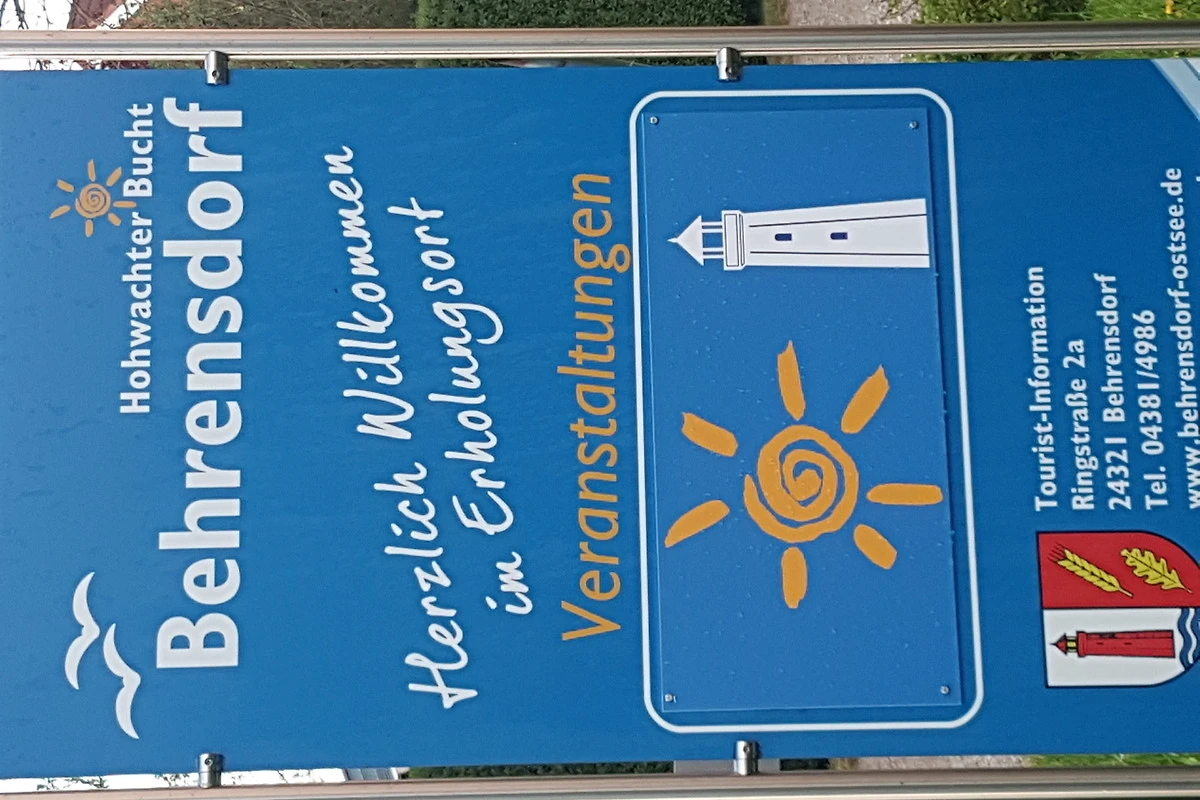 Hohwachter Bucht
Behrensdorf
Herzlich Willkommen
im Erholungsort
Veranstaltungen
Tourist-Information
Ringstraße 2a
24321 Behrensdorf
Tel. 04381/4986
www.behrensdorf-ostsee.de